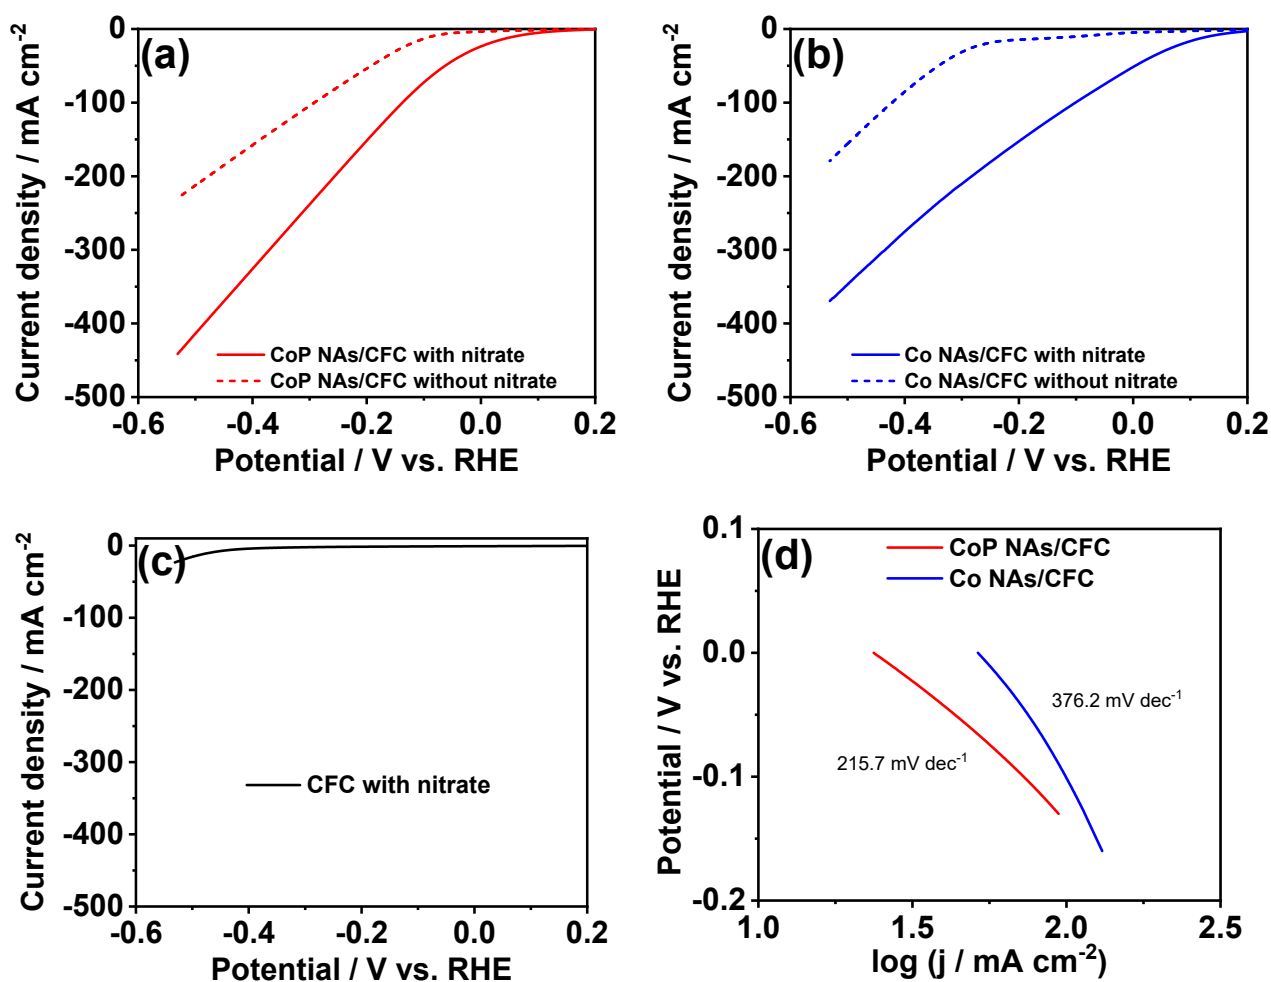 (a)
0
-100
-200
-300
-400
-500
Current density / mA cm⁻²
CoP NAs/CFC with nitrate
CoP NAs/CFC without nitrate
-0.6 -0.4 -0.2 0.0 0.2
Potential / V vs. RHE
(b)
0
-100
-200
-300
-400
-500
Current density / mA cm⁻²
Co NAs/CFC with nitrate
Co NAs/CFC without nitrate
-0.6 -0.4 -0.2 0.0 0.2
Potential / V vs. RHE
(c)
0
-100
-200
-300
-400
-500
Current density / mA cm⁻²
CFC with nitrate
-0.6 -0.4 -0.2 0.0 0.2
Potential / V vs. RHE
(d)
0.1
0.0
-0.1
-0.2
Potential / V vs. RHE
CoP NAs/CFC
Co NAs/CFC
376.2 mV dec⁻¹
215.7 mV dec⁻¹
1.0 1.5 2.0 2.5
log (j / mA cm⁻²)